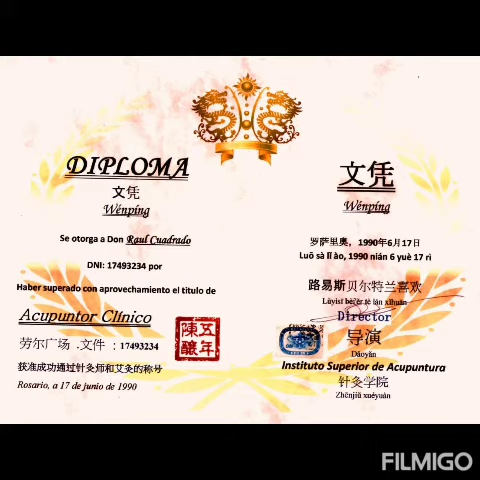 DIPLOMA
文凭
Wénpíng
Se otorga a Don Raul Cuadrado
DNI: 17493234 por
Haber superado con aprovechamiento el titulo de
Acupuntor Clínico
劳尔广场 .文件 : 17493234
获准成功通过针灸师和艾灸的称号
Rosario, a 17 de junio de 1990
五年
陳釀
文凭
Wénpíng
罗萨里奥，1990年6月17日
Luō sà lǐ ào, 1990 nián 6 yuè 17 rì
路易斯贝尔特兰喜欢
Lùyìsī bèi'ěr tè lán xǐhuān
Director
导演
Dǎoyǎn
Instituto Superior de Acupuntura
针灸学院
Zhēnjiǔ xuéyuàn
FILMIGO